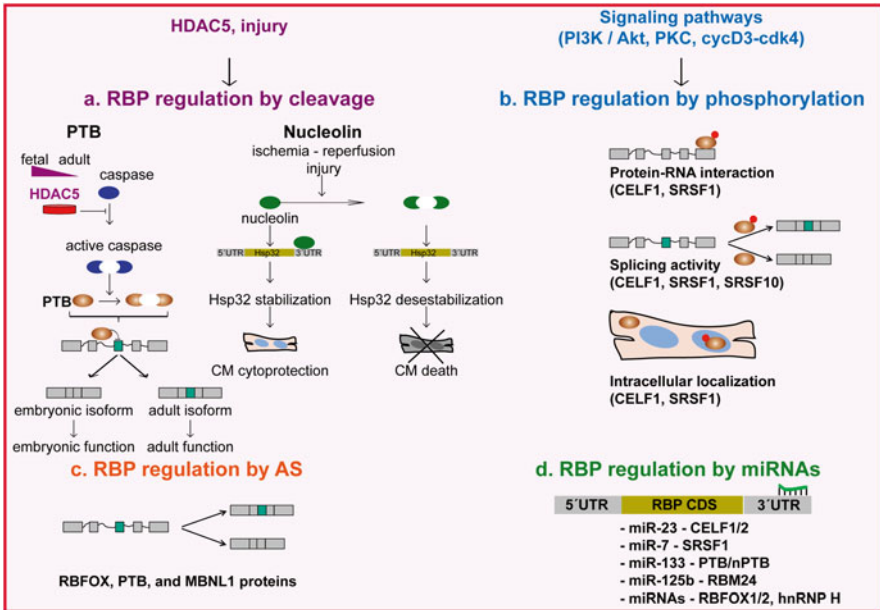 HDAC5, injury
Signaling pathways
(PI3K / Akt, PKC, cycD3-cdk4)
a. RBP regulation by cleavage
PTB
fetal adult
HDAC5
caspase
active caspase
PTB
embryonic isoform
adult isoform
embryonic function
adult function
Nucleolin
ischemia - reperfusion
injury
nucleolin
5´UTR Hsp32 3´UTR
5´UTR Hsp32 3´UTR
Hsp32 stabilization
Hsp32 desestabilization
CM cytoprotection
CM death
b. RBP regulation by phosphorylation
Protein-RNA interaction
(CELF1, SRSF1)
Splicing activity
(CELF1, SRSF1, SRSF10)
Intracellular localization
(CELF1, SRSF1)
c. RBP regulation by AS
RBFOX, PTB, and MBNL1 proteins
d. RBP regulation by miRNAs
5´UTR RBP CDS 3´UTR
- miR-23 - CELF1/2
- miR-7 - SRSF1
- miR-133 - PTB/nPTB
- miR-125b - RBM24
- miRNAs - RBFOX1/2, hnRNP H